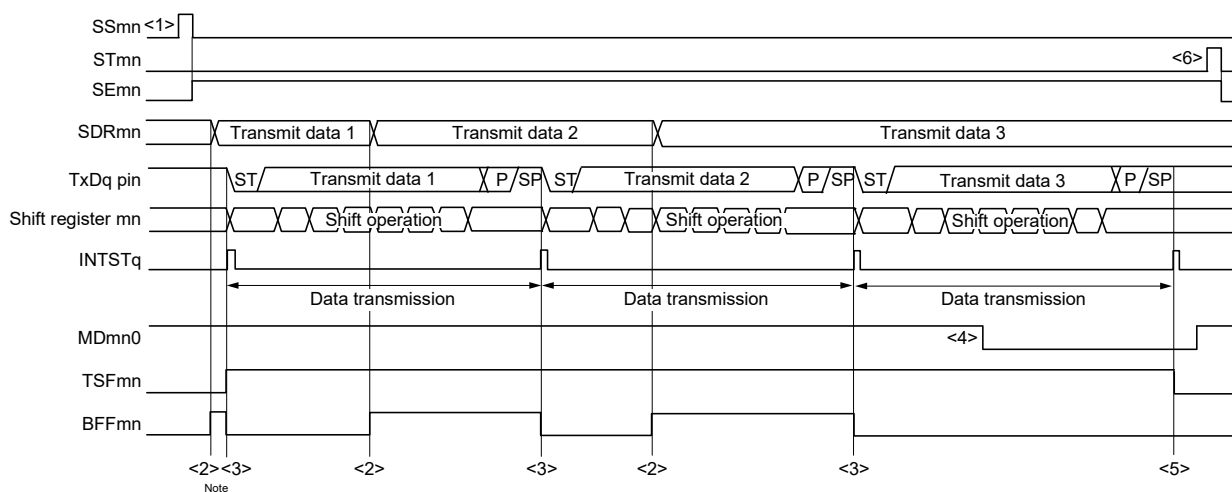 SSmn <1>
STmn <6>
SEmn
SDRmn Transmit data 1 Transmit data 2 Transmit data 3
TxDq pin ST Transmit data 1 P SP ST Transmit data 2 P SP ST Transmit data 3 P SP
Shift register mn Shift operation Shift operation Shift operation
INTSTq
Data transmission Data transmission Data transmission
MDmn0 <4>
TSFmn
BFFmn
<2> <3> <2> <3> <2> <3> <5>
Note